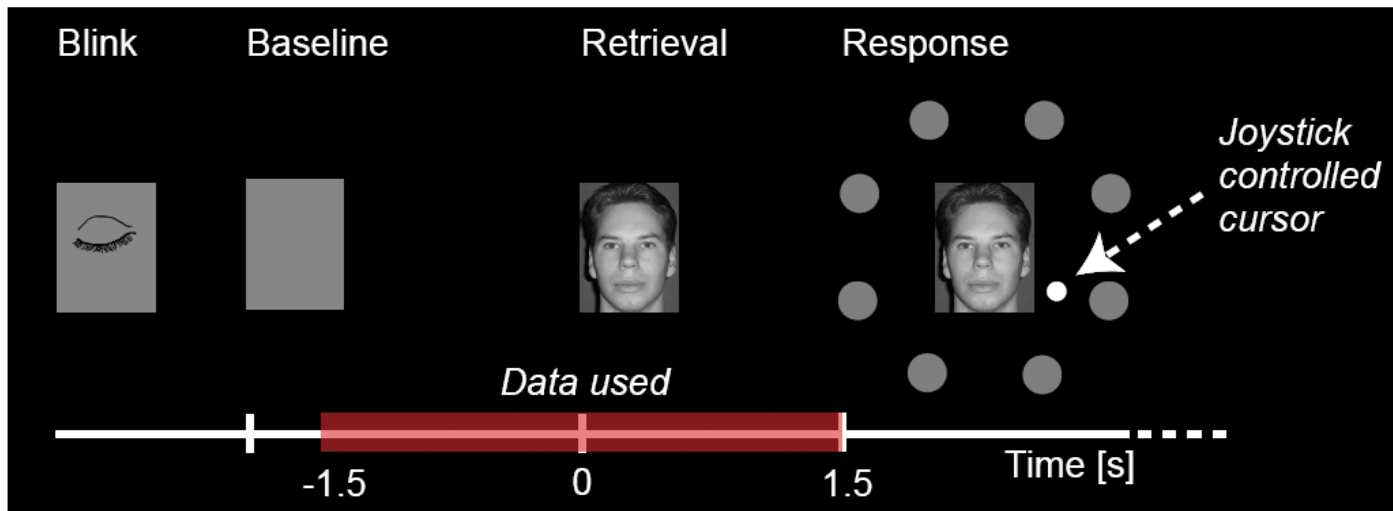 Blink
Baseline
Retrieval
Response
Joystick
controlled
cursor
Data used
-1.5
0
1.5
Time [s]